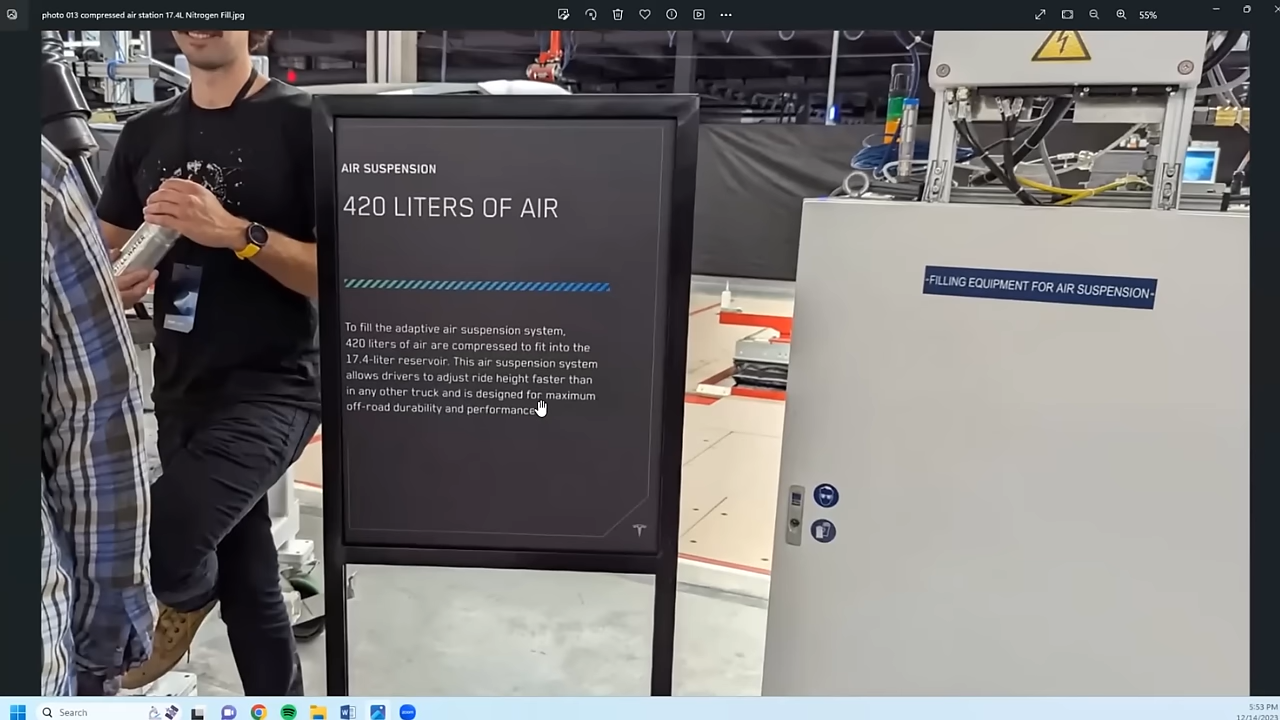 photo 013 compressed air station 17.4L Nitrogen Fill.jpg
55%
AIR SUSPENSION
420 LITERS OF AIR
To fill the adaptive air suspension system,
420 liters of air are compressed to fit into the
17.4-liter reservoir. This air suspension system
allows drivers to adjust ride height faster than
in any other truck and is designed for maximum
off-road durability and performance
-FILLING EQUIPMENT FOR AIR SUSPENSION-
Search
5:53 PM
12/14/2023